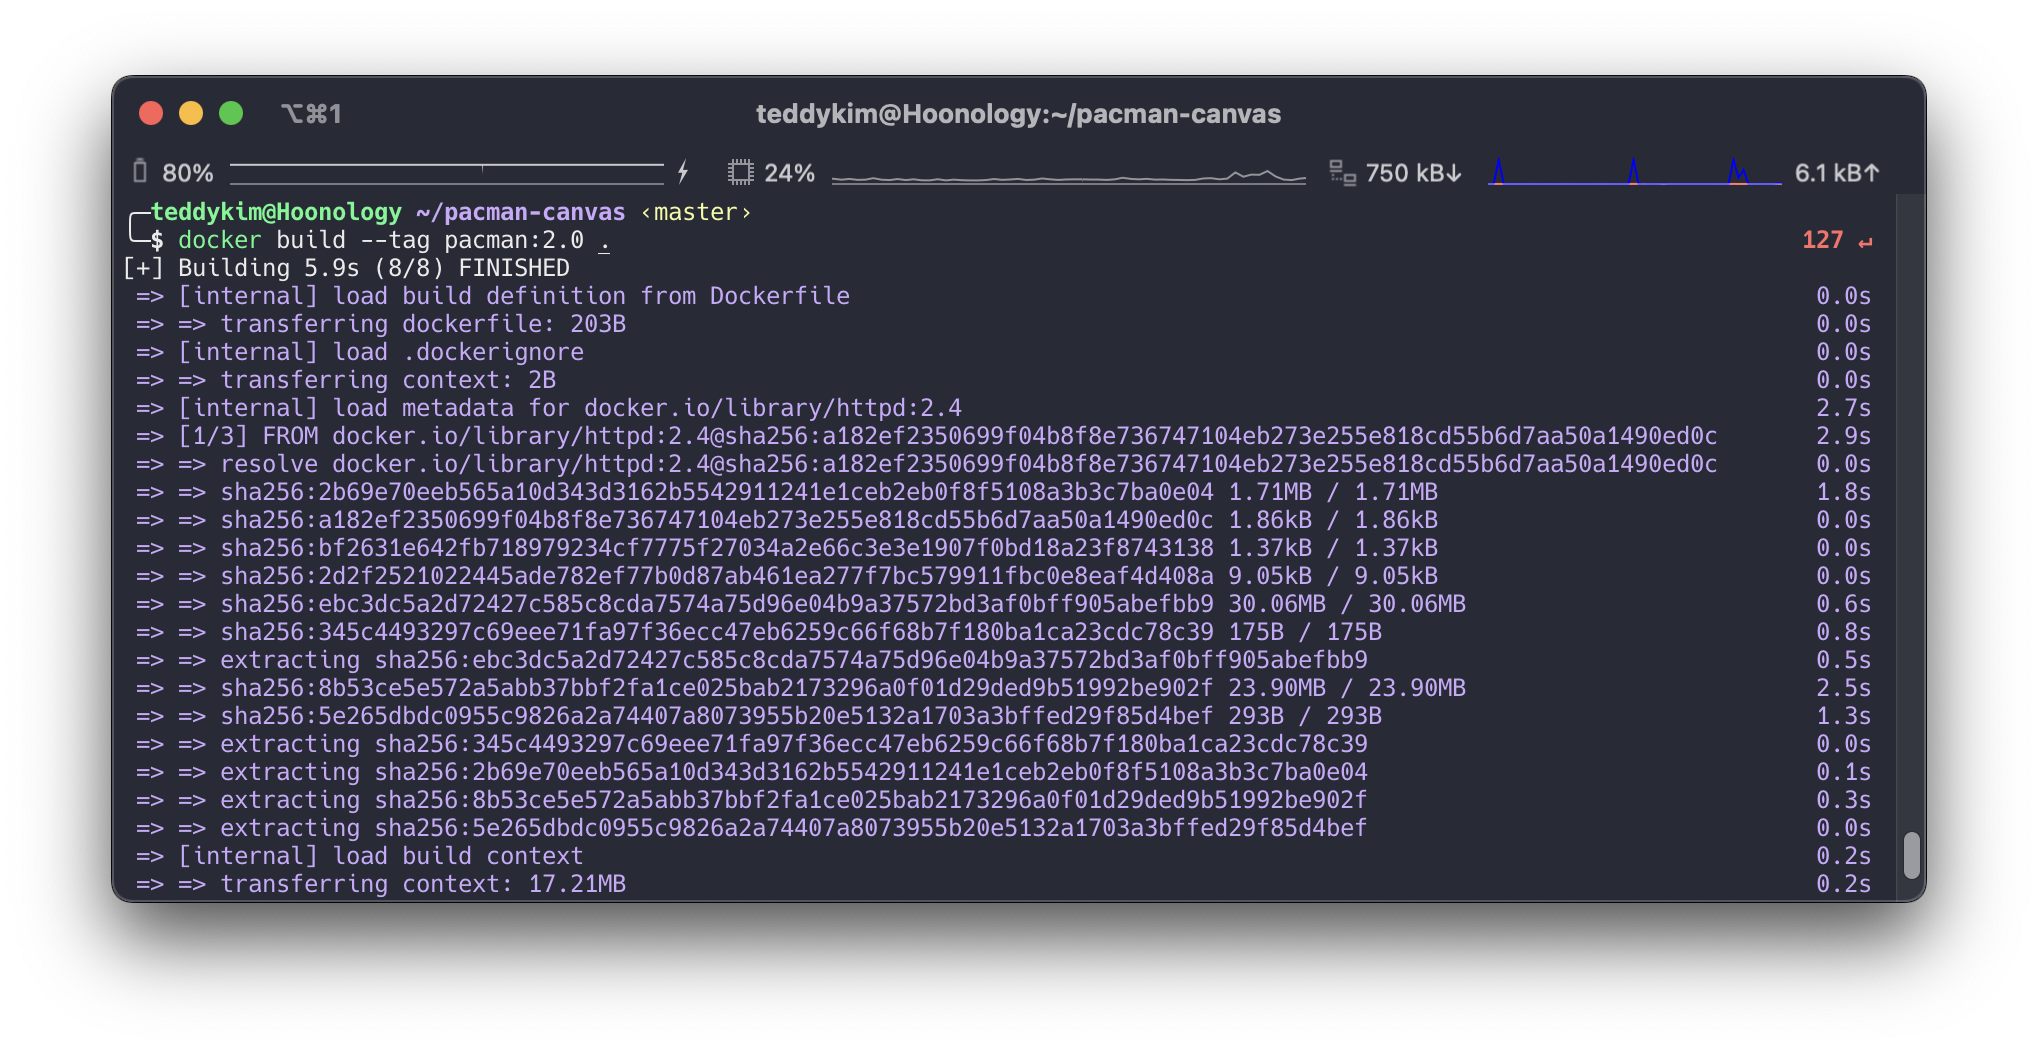 ⌥⌘1
teddykim@Hoonology:~/pacman-canvas
80% 24% 750 kB↓ 6.1 kB↑
teddykim@Hoonology ~/pacman-canvas ‹master›
$ docker build --tag pacman:2.0 . 127 ↵
[+] Building 5.9s (8/8) FINISHED
=> [internal] load build definition from Dockerfile 0.0s
=> => transferring dockerfile: 203B 0.0s
=> [internal] load .dockerignore 0.0s
=> => transferring context: 2B 0.0s
=> [internal] load metadata for docker.io/library/httpd:2.4 2.7s
=> [1/3] FROM docker.io/library/httpd:2.4@sha256:a182ef2350699f04b8f8e736747104eb273e255e818cd55b6d7aa50a1490ed0c 2.9s
=> => resolve docker.io/library/httpd:2.4@sha256:a182ef2350699f04b8f8e736747104eb273e255e818cd55b6d7aa50a1490ed0c 0.0s
=> => sha256:2b69e70eeb565a10d343d3162b5542911241e1ceb2eb0f8f5108a3b3c7ba0e04 1.71MB / 1.71MB 1.8s
=> => sha256:a182ef2350699f04b8f8e736747104eb273e255e818cd55b6d7aa50a1490ed0c 1.86kB / 1.86kB 0.0s
=> => sha256:bf2631e642fb718979234cf7775f27034a2e66c3e3e1907f0bd18a23f8743138 1.37kB / 1.37kB 0.0s
=> => sha256:2d2f2521022445ade782ef77b0d87ab461ea277f7bc579911fbc0e8eaf4d408a 9.05kB / 9.05kB 0.0s
=> => sha256:ebc3dc5a2d72427c585c8cda7574a75d96e04b9a37572bd3af0bff905abefbb9 30.06MB / 30.06MB 0.6s
=> => sha256:345c4493297c69eee71fa97f36ecc47eb6259c66f68b7f180ba1ca23cdc78c39 175B / 175B 0.8s
=> => extracting sha256:ebc3dc5a2d72427c585c8cda7574a75d96e04b9a37572bd3af0bff905abefbb9 0.5s
=> => sha256:8b53ce5e572a5abb37bbf2fa1ce025bab2173296a0f01d29ded9b51992be902f 23.90MB / 23.90MB 2.5s
=> => sha256:5e265dbdc0955c9826a2a74407a8073955b20e5132a1703a3bffed29f85d4bef 293B / 293B 1.3s
=> => extracting sha256:345c4493297c69eee71fa97f36ecc47eb6259c66f68b7f180ba1ca23cdc78c39 0.0s
=> => extracting sha256:2b69e70eeb565a10d343d3162b5542911241e1ceb2eb0f8f5108a3b3c7ba0e04 0.1s
=> => extracting sha256:8b53ce5e572a5abb37bbf2fa1ce025bab2173296a0f01d29ded9b51992be902f 0.3s
=> => extracting sha256:5e265dbdc0955c9826a2a74407a8073955b20e5132a1703a3bffed29f85d4bef 0.0s
=> [internal] load build context 0.2s
=> => transferring context: 17.21MB 0.2s